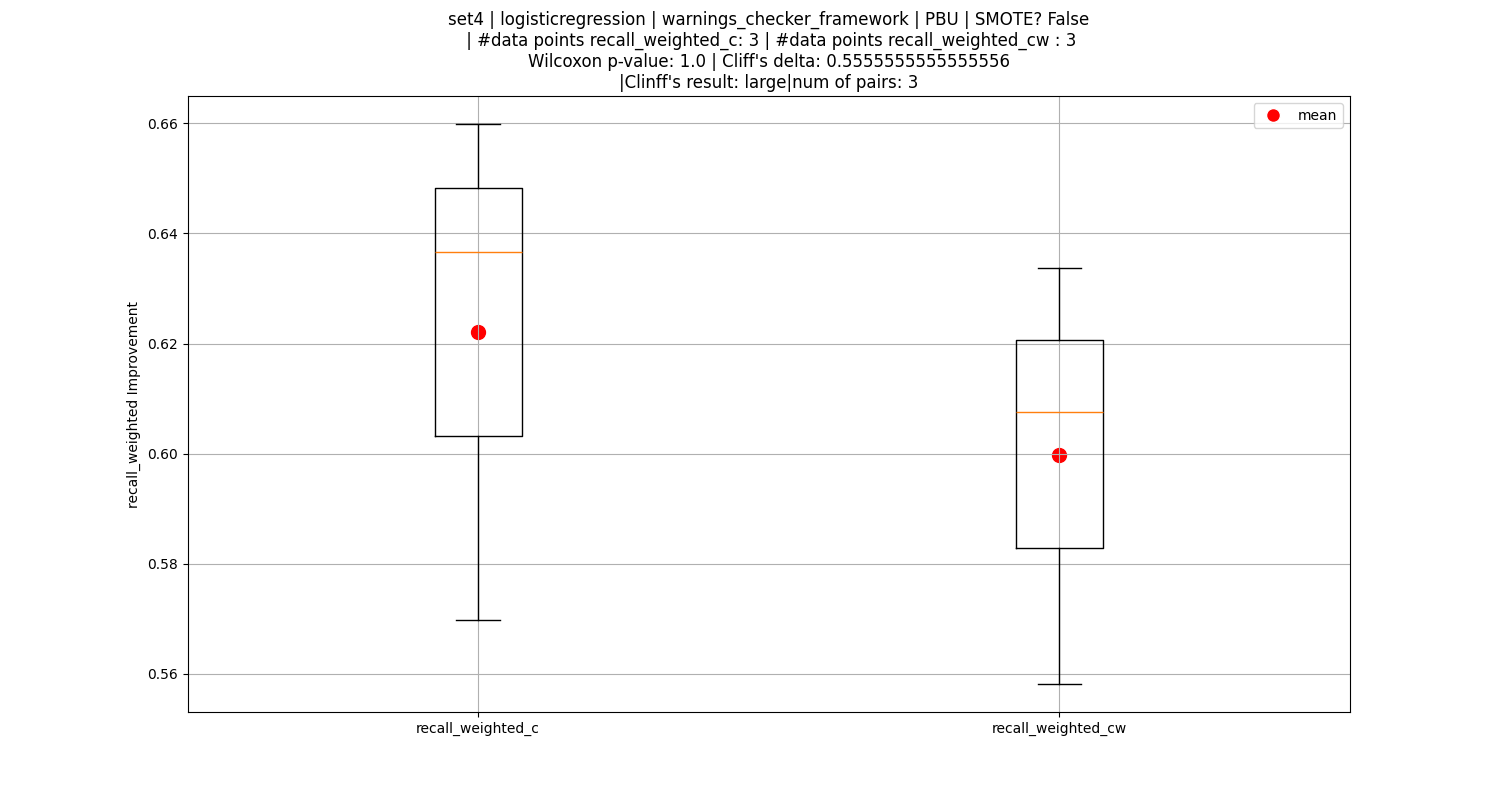 set4 | logisticregression | warnings_checker_framework | PBU | SMOTE? False
| #data points recall_weighted_c: 3 | #data points recall_weighted_cw : 3
Wilcoxon p-value: 1.0 | Cliff's delta: 0.5555555555555556
|Clinff's result: large|num of pairs: 3
mean
recall_weighted Improvement
0.66
0.64
0.62
0.60
0.58
0.56
recall_weighted_c
recall_weighted_cw